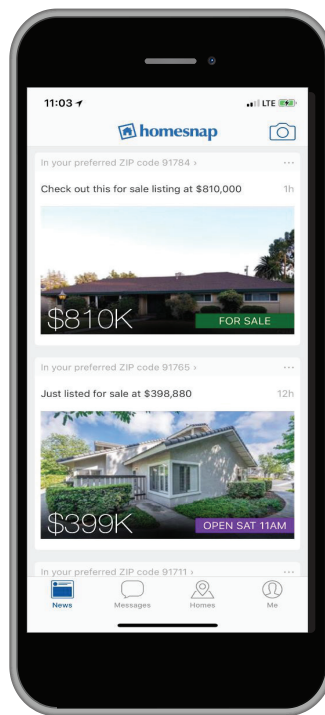 11:03
LTE
homesnap
In your preferred ZIP code 91784 ›
Check out this for sale listing at $810,000 1h
$810K
FOR SALE
In your preferred ZIP code 91765 ›
Just listed for sale at $398,880 12h
$399K
OPEN SAT 11AM
In your preferred ZIP code 91711 ›
News Messages Homes Me